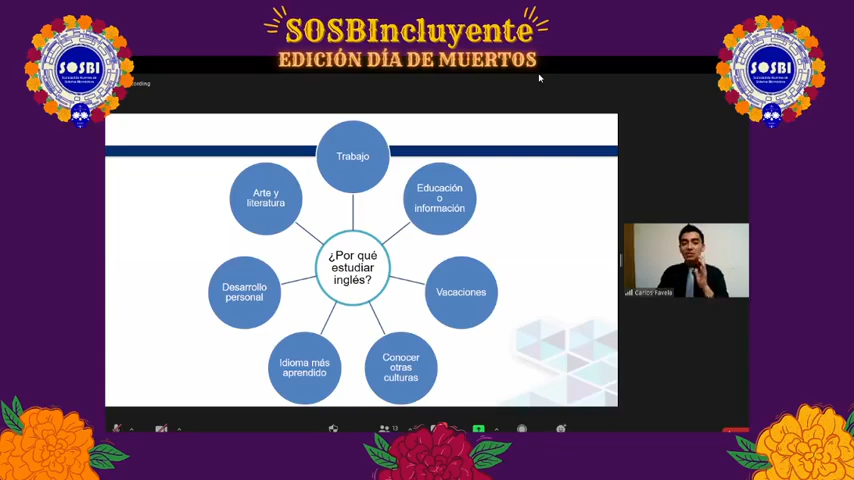 SOSBIncluyente
EDICIÓN DÍA DE MUERTOS
SOSBI
SOSBI
Trabajo
Educación
o
información
Vacaciones
Conocer
otras
culturas
Idioma más
aprendido
Desarrollo
personal
Arte y
literatura
¿Por qué
estudiar
inglés?
Carlos Favela
13